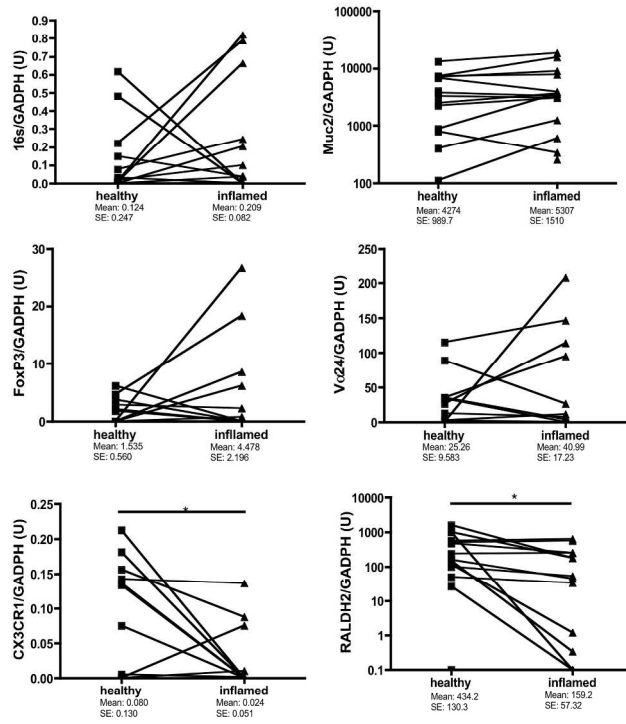 16s/GADPH (U)
0.9
0.8
0.7
0.6
0.5
0.4
0.3
0.2
0.1
0.0
healthy
Mean: 0.124
SE: 0.247
inflamed
Mean: 0.209
SE: 0.082
Muc2/GADPH (U)
100000
10000
1000
100
healthy
Mean: 4274
SE: 989.7
inflamed
Mean: 5307
SE: 1510
FoxP3/GADPH (U)
30
20
10
0
healthy
Mean: 1.535
SE: 0.560
infllamed
Mean: 4.478
SE: 2.196
Vα24/GADPH (U)
250
200
150
100
50
0
healthy
Mean: 25.26
SE: 9.583
inflamed
Mean: 40.99
SE: 17.23
CX3CR1/GADPH (U)
0.25
0.20
0.15
0.10
0.05
0.00
*
healthy
Mean: 0.080
SE: 0.130
inflamed
Mean: 0.024
SE: 0.051
RALDH2/GADPH (U)
10000
1000
100
10
1
0.1
*
healthy
Mean: 434.2
SE: 130.3
inflamed
Mean: 159.2
SE: 57.32